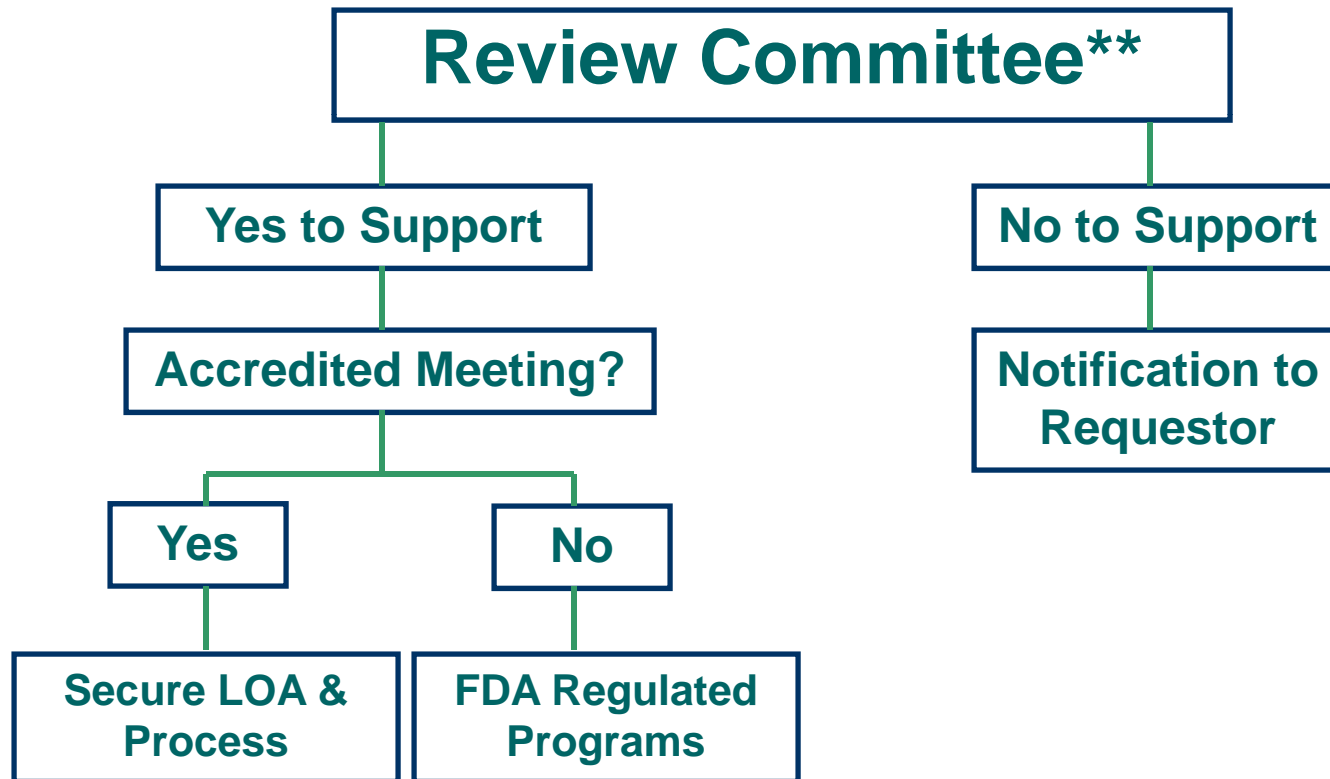 Review Committee**
Yes to Support
No to Support
Accredited Meeting?
Notification to
Requestor
Yes
No
Secure LOA &
Process
FDA Regulated
Programs